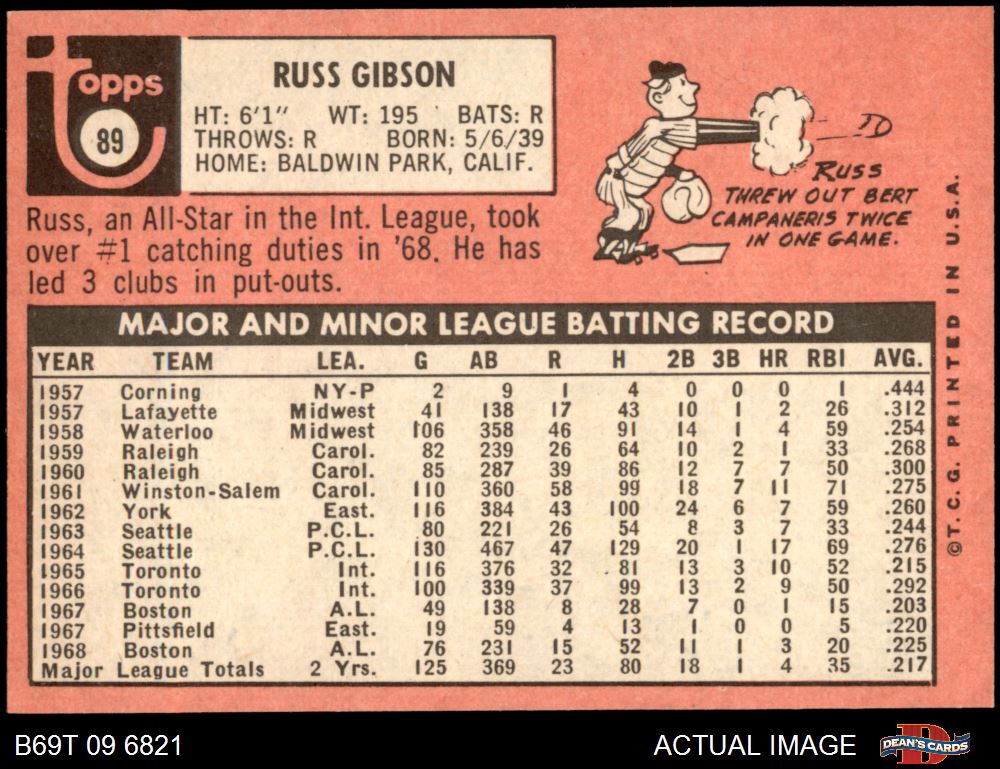 Topps
89
RUSS GIBSON
HT: 6'1" WT: 195 BATS: R
THROWS: R BORN: 5/6/39
HOME: BALDWIN PARK, CALIF.
Russ, an All-Star in the Int. League, took
over #1 catching duties in '68. He has
led 3 clubs in put-outs.
RUSS
THREW OUT BERT
CAMPANERIS TWICE
IN ONE GAME.
MAJOR AND MINOR LEAGUE BATTING RECORD
YEAR TEAM LEA. G AB R H 2B 3B HR RBI AVG.
1957 Corning NY-P 2 9 1 4 0 0 0 1 .444
1957 Lafayette Midwest 41 138 17 43 10 1 2 26 .312
1958 Waterloo Midwest 106 358 46 91 14 1 4 59 .254
1959 Raleigh Carol. 82 239 26 64 10 2 1 33 .268
1960 Raleigh Carol. 85 287 39 86 12 7 7 50 .300
1961 Winston-Salem Carol. 110 360 58 99 18 7 11 71 .275
1962 York East. 116 384 43 100 24 6 7 59 .260
1963 Seattle P.C.L. 80 221 26 54 8 3 7 33 .244
1964 Seattle P.C.L. 130 467 47 129 20 1 17 69 .276
1965 Toronto Int. 116 376 32 81 13 3 10 52 .215
1966 Toronto Int. 100 339 37 99 13 2 9 50 .292
1967 Boston A.L. 49 138 8 28 7 0 1 15 .203
1967 Pittsfield East. 19 59 4 13 1 0 0 5 .220
1968 Boston A.L. 76 231 15 52 11 1 3 20 .225
Major League Totals 2 Yrs. 125 369 23 80 18 1 4 35 .217
©T.C.G. PRINTED IN U.S.A.
B69T 09 6821
ACTUAL IMAGE
DEAN'S CARDS